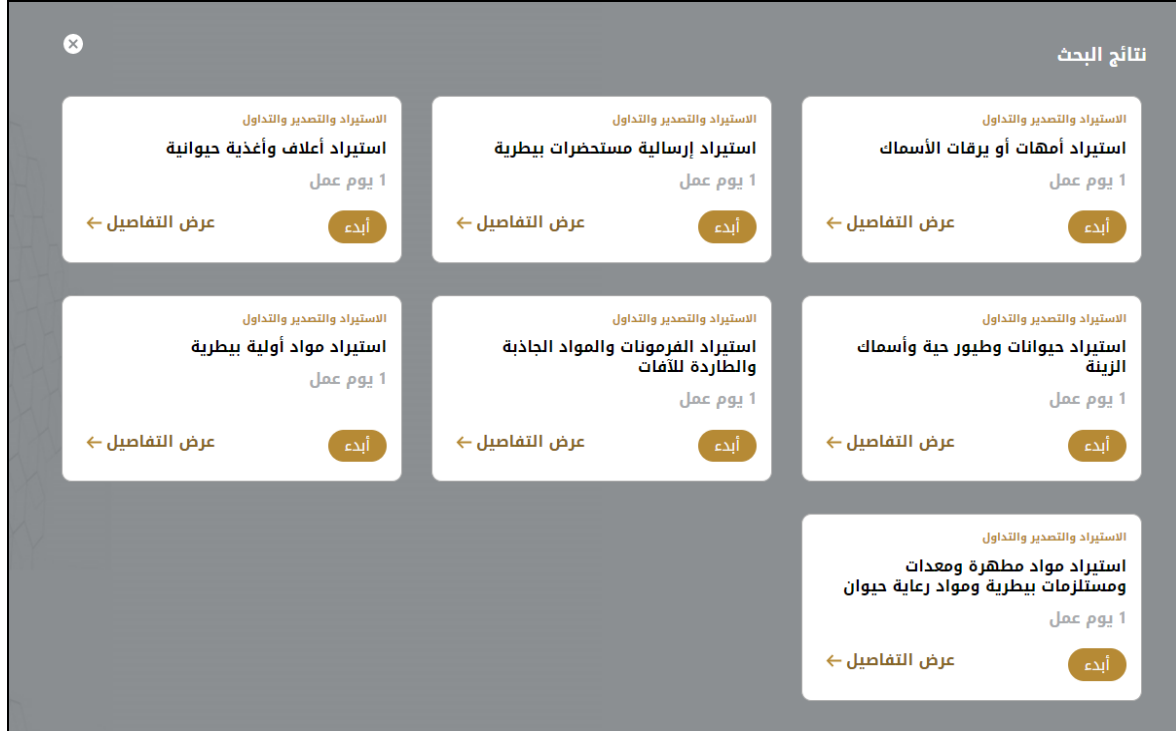 نتائج البحث
الاستيراد والتصدير والتداول
استيراد أمهات أو يرقات الأسماك
1 يوم عمل
أبدء
عرض التفاصيل ←
الاستيراد والتصدير والتداول
استيراد إرسالية مستحضرات بيطرية
1 يوم عمل
أبدء
عرض التفاصيل ←
الاستيراد والتصدير والتداول
استيراد أعلاف وأغذية حيوانية
1 يوم عمل
أبدء
عرض التفاصيل ←
الاستيراد والتصدير والتداول
استيراد حيوانات وطيور حية وأسماك
الزينة
1 يوم عمل
أبدء
عرض التفاصيل ←
الاستيراد والتصدير والتداول
استيراد الفرمونات والمواد الجاذبة
والطاردة للآفات
1 يوم عمل
أبدء
عرض التفاصيل ←
الاستيراد والتصدير والتداول
استيراد مواد أولية بيطرية
1 يوم عمل
أبدء
عرض التفاصيل ←
الاستيراد والتصدير والتداول
استيراد مواد مطهرة ومعدات
ومستلزمات بيطرية ومواد رعاية حيوان
1 يوم عمل
أبدء
عرض التفاصيل ←